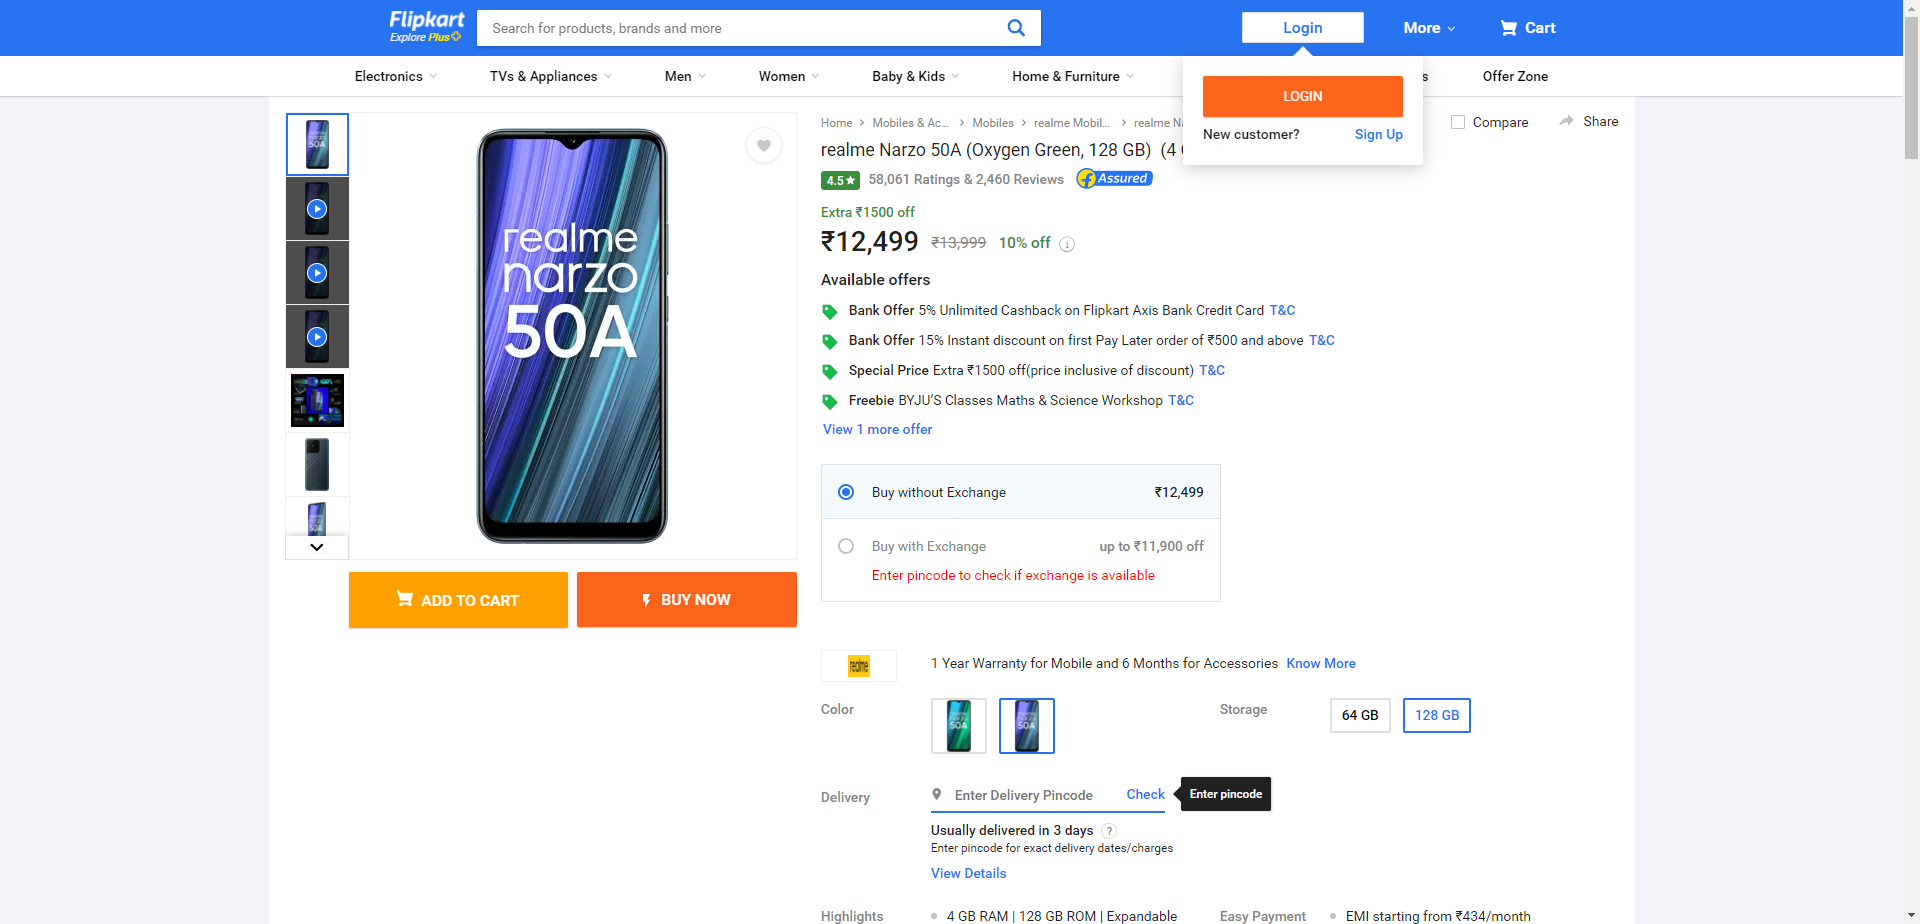 Flipkart
Explore Plus
Search for products, brands and more
Login
More
Cart
Electronics
TVs & Appliances
Men
Women
Baby & Kids
Home & Furniture
Offer Zone
LOGIN
New customer? Sign Up
Home
Mobiles & Ac...
Mobiles
realme Mobil...
realme N
Compare
Share
realme Narzo 50A (Oxygen Green, 128 GB) (4
4.5★ 58,061 Ratings & 2,460 Reviews Assured
Extra ₹1500 off
₹12,499 ₹13,999 10% off
Available offers
Bank Offer 5% Unlimited Cashback on Flipkart Axis Bank Credit Card T&C
Bank Offer 15% Instant discount on first Pay Later order of ₹500 and above T&C
Special Price Extra ₹1500 off(price inclusive of discount) T&C
Freebie BYJU'S Classes Maths & Science Workshop T&C
View 1 more offer
realme
narzo
50A
Buy without Exchange ₹12,499
Buy with Exchange up to ₹11,900 off
Enter pincode to check if exchange is available
ADD TO CART
BUY NOW
realme
1 Year Warranty for Mobile and 6 Months for Accessories Know More
Color
realme
narzo
50A
realme
narzo
50A
Storage
64 GB
128 GB
Delivery
Enter Delivery Pincode
Check
Enter pincode
Usually delivered in 3 days ?
Enter pincode for exact delivery dates/charges
View Details
Highlights
4 GB RAM | 128 GB ROM | Expandable
Easy Payment
EMI starting from ₹434/month